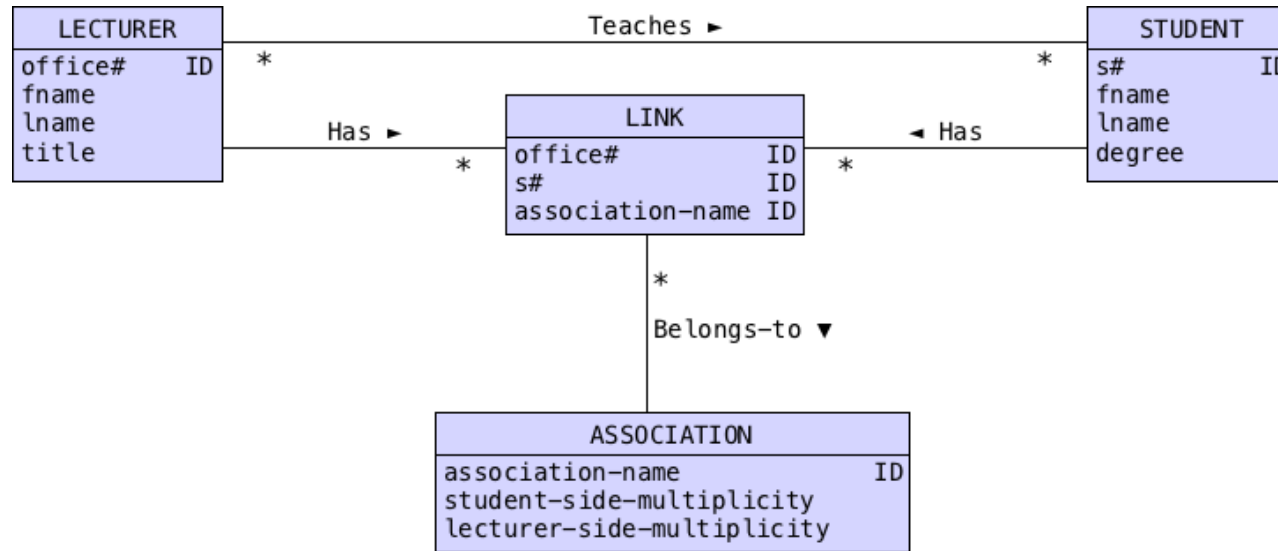 LECTURER
office# ID
fname
lname
title
Teaches ►
*
*
STUDENT
s# ID
fname
lname
degree
Has ►
*
LINK
office# ID
s# ID
association-name ID
◄ Has
*
*
Belongs-to ▼
ASSOCIATION
association-name ID
student-side-multiplicity
lecturer-side-multiplicity